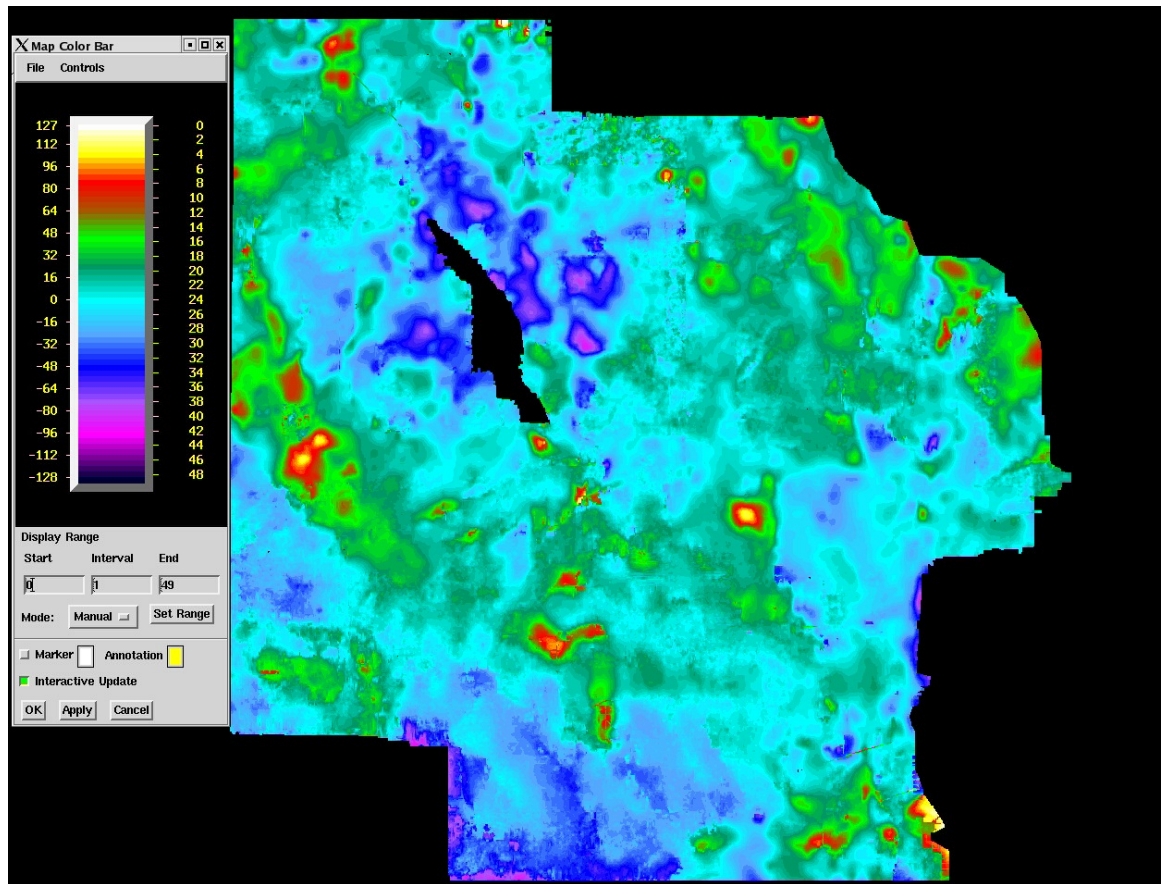 Map Color Bar
File Controls
127 0
112 2
96 4
80 6
64 8
48 10
32 12
16 14
0 16
-16 18
-32 20
-48 22
-64 24
-80 26
-96 28
-112 30
-128 32
34
36
38
40
42
44
46
48
Display Range
Start Interval End
0 1 49
Mode: Manual Set Range
Marker Annotation
Interactive Update
OK Apply Cancel